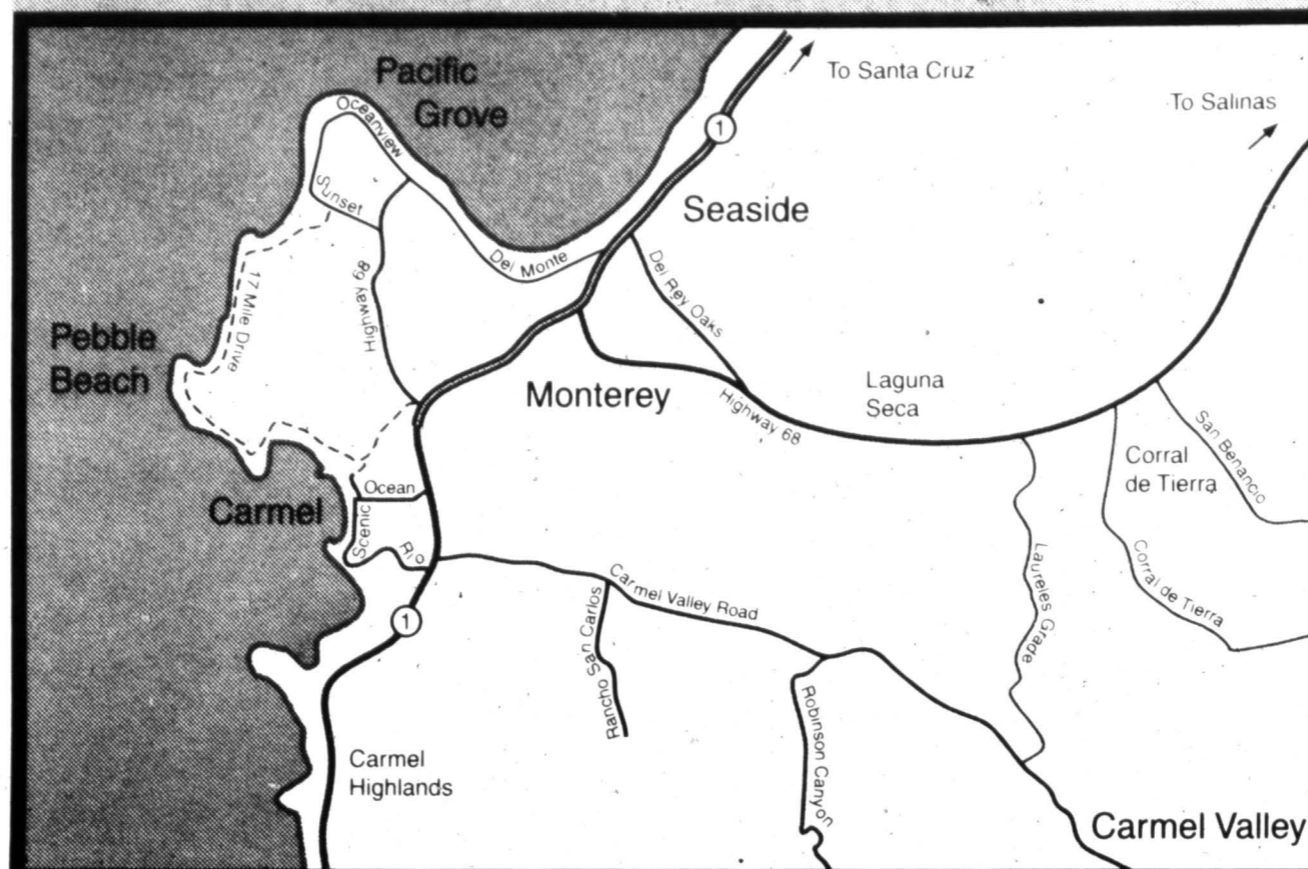 Pacific
Grove
Oceanview
To Santa Cruz
To Salinas
1
Sunset
Seaside
Del Monte
Del Rey Oaks
17 Mile Drive
Highway 68
Pebble
Beach
Monterey
Laguna
Seca
Highway 68
San Benancio
Corral
de Tierra
Ocean
Carmel
Scenic
Rio
Carmel Valley Road
Laureles Grade
Corral de Tierra
1
Rancho San Carlos
Robinson Canyon
Carmel
Highlands
Carmel Valley